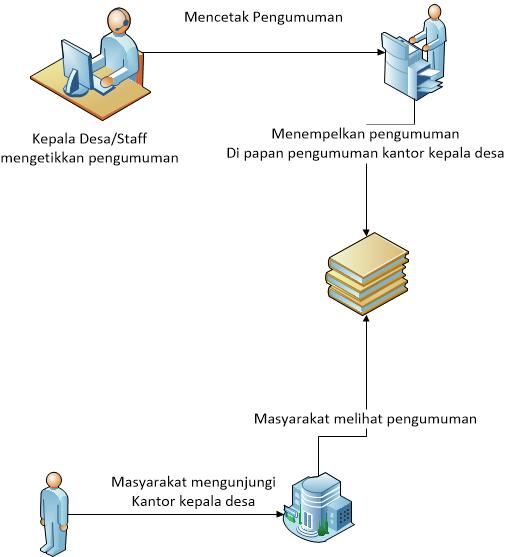 Mencetak Pengumuman
Kepala Desa/Staff
mengetikkan pengumuman
Menempelkan pengumuman
Di papan pengumuman kantor kepala desa
Masyarakat melihat pengumuman
Masyarakat mengunjungi
Kantor kepala desa